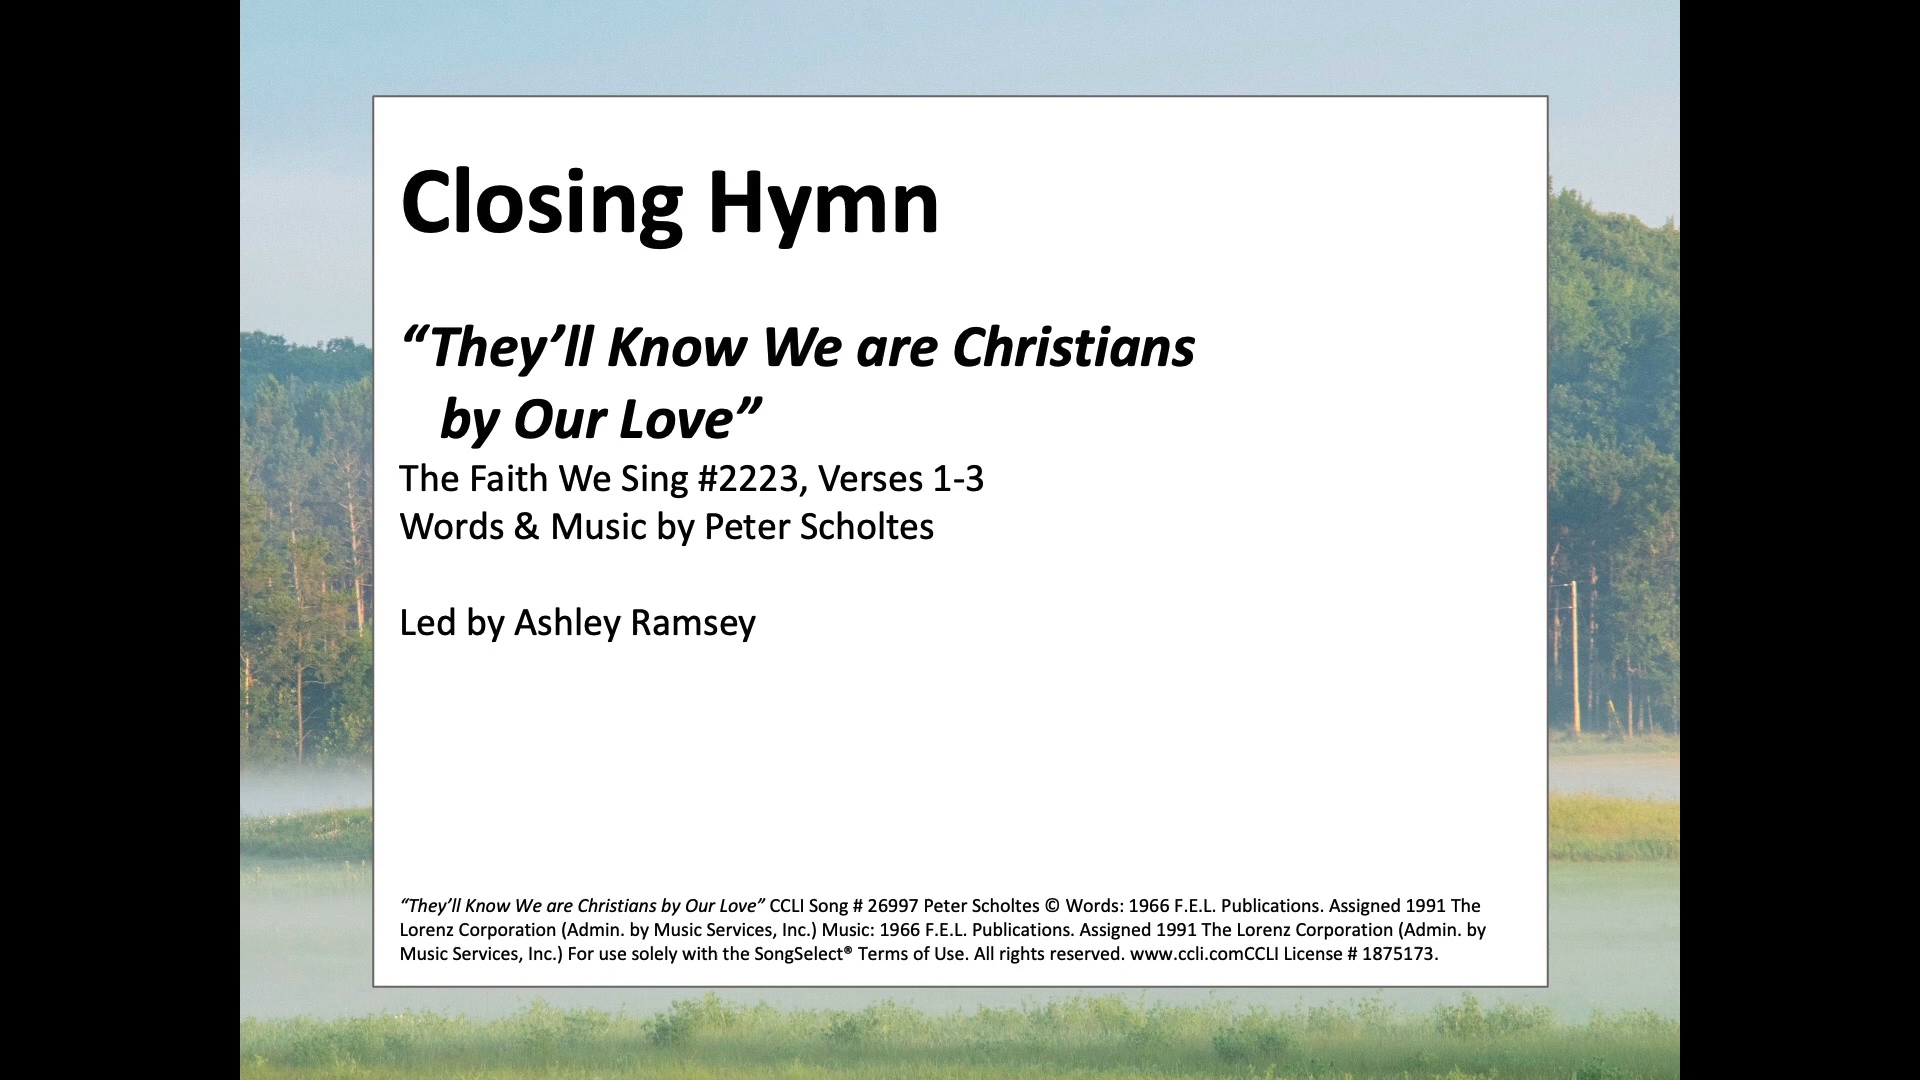 Closing Hymn
“They’ll Know We are Christians
by Our Love”
The Faith We Sing #2223, Verses 1-3
Words & Music by Peter Scholtes
Led by Ashley Ramsey
“They’ll Know We are Christians by Our Love” CCLI Song # 26997 Peter Scholtes © Words: 1966 F.E.L. Publications. Assigned 1991 The
Lorenz Corporation (Admin. by Music Services, Inc.) Music: 1966 F.E.L. Publications. Assigned 1991 The Lorenz Corporation (Admin. by
Music Services, Inc.) For use solely with the SongSelect® Terms of Use. All rights reserved. www.ccli.comCCLI License # 1875173.